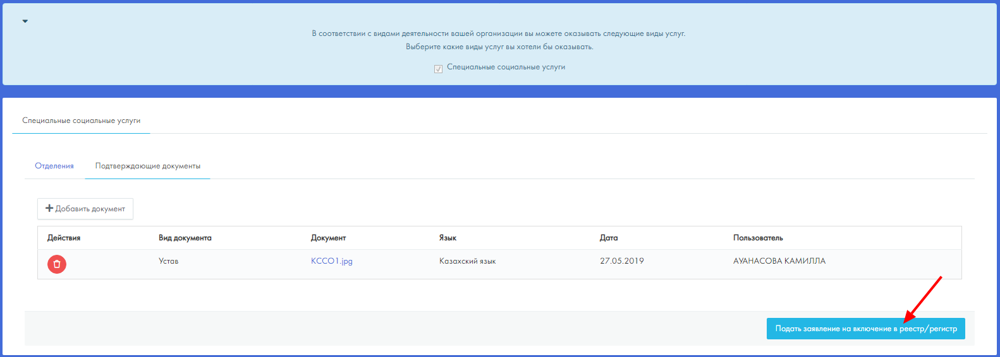 В соответствии с видами деятельности вашей организации вы можете оказывать следующие виды услуг.
Выберите какие виды услуг вы хотели бы оказывать.
Специальные социальные услуги
Специальные социальные услуги
Отделения Подтверждающие документы
Добавить документ
Действия Вид документа Документ Язык Дата Пользователь
Устав КССО1.jpg Казахский язык 27.05.2019 АУАНАСОВА КАМИЛЛА
Подать заявление на включение в реестр/регистр